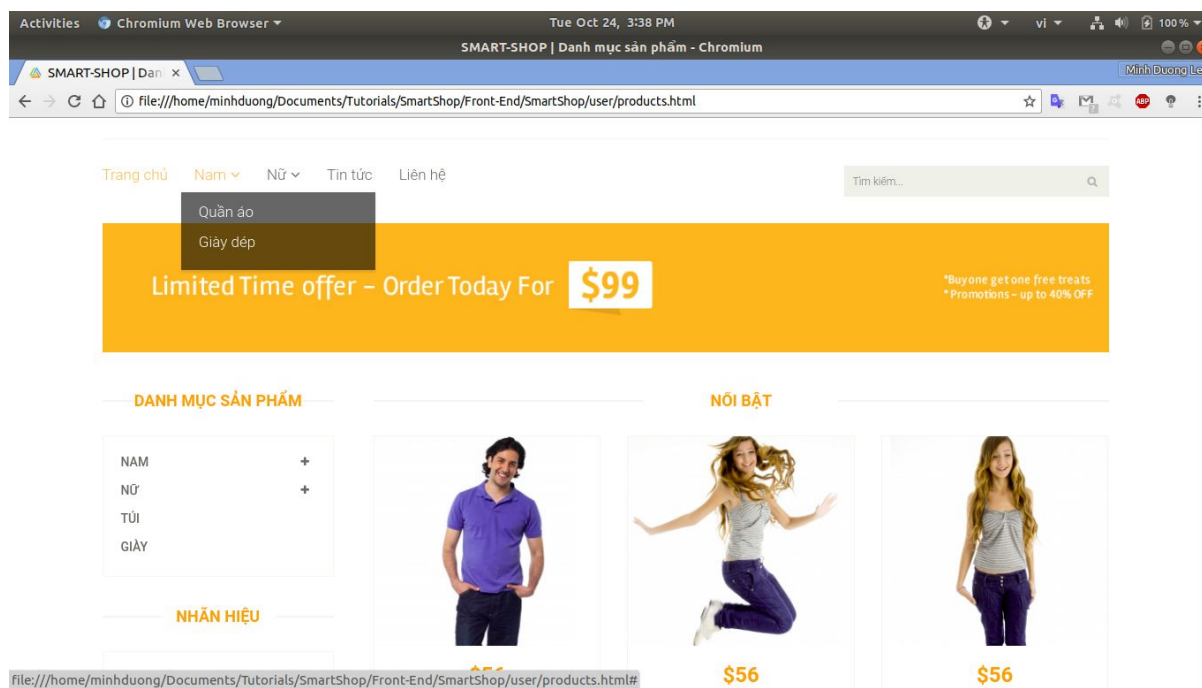 Activities Chromium Web Browser Tue Oct 24, 3:38 PM vi 100 %
SMART-SHOP | Danh mục sản phẩm - Chromium
SMART-SHOP | Dan Minh Duong Le
file:///home/minhduong/Documents/Tutorials/SmartShop/Front-End/SmartShop/user/products.html ABP
Trang chủ Nam Nữ Tin tức Liên hệ Tìm kiếm...
Quần áo
Giày dép
Limited Time offer – Order Today For $99
*Buy one get one free treats
*Promotions – up to 40% OFF
DANH MỤC SẢN PHẨM
NAM +
NỮ +
TÚI
GIÀY
NHÃN HIỆU
NỔI BẬT
$56 $56 $56
file:///home/minhduong/Documents/Tutorials/SmartShop/Front-End/SmartShop/user/products.html#